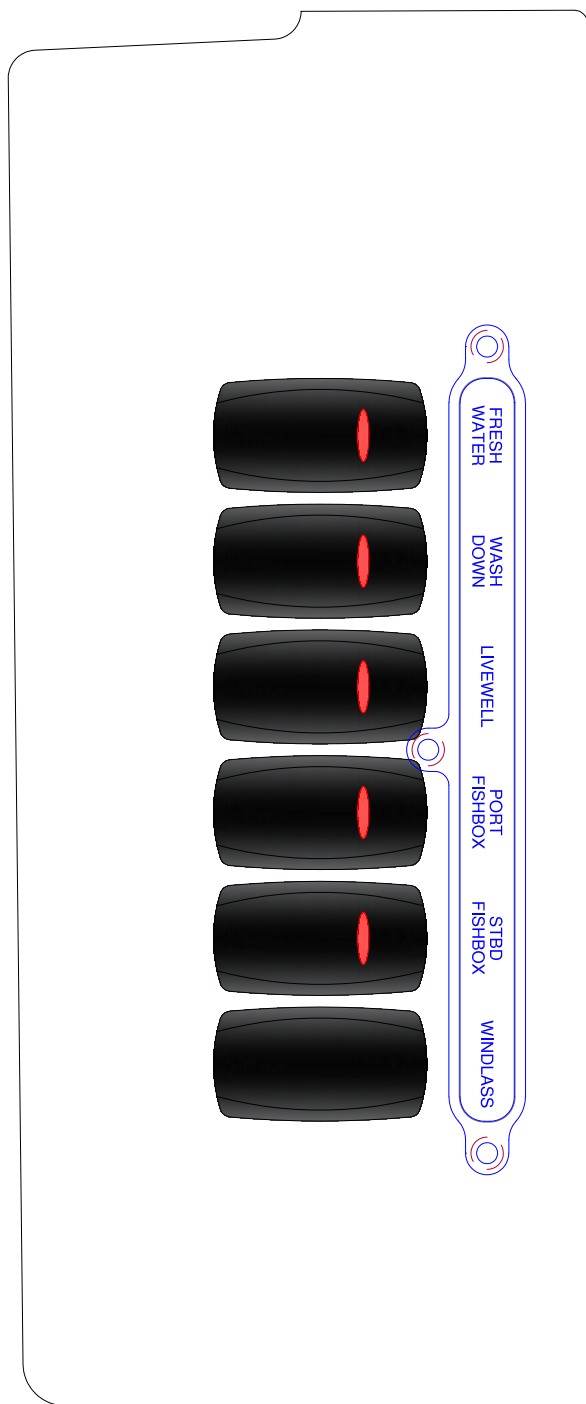 FRESH
WATER
WASH
DOWN
LIVEWELL
PORT
FISHBOX
STBD
FISHBOX
WINDLASS